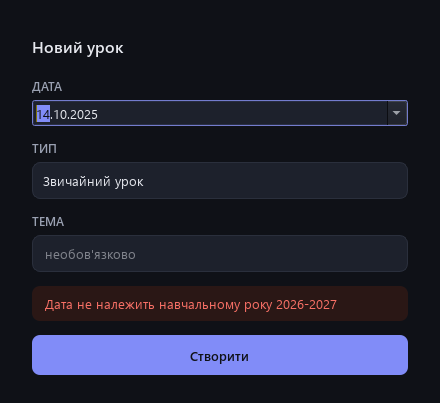 Новий урок
ДАТА
14.10.2025
ТИП
Звичайний урок
ТЕМА
необов'язково
Дата не належить навчальному року 2026-2027
Створити